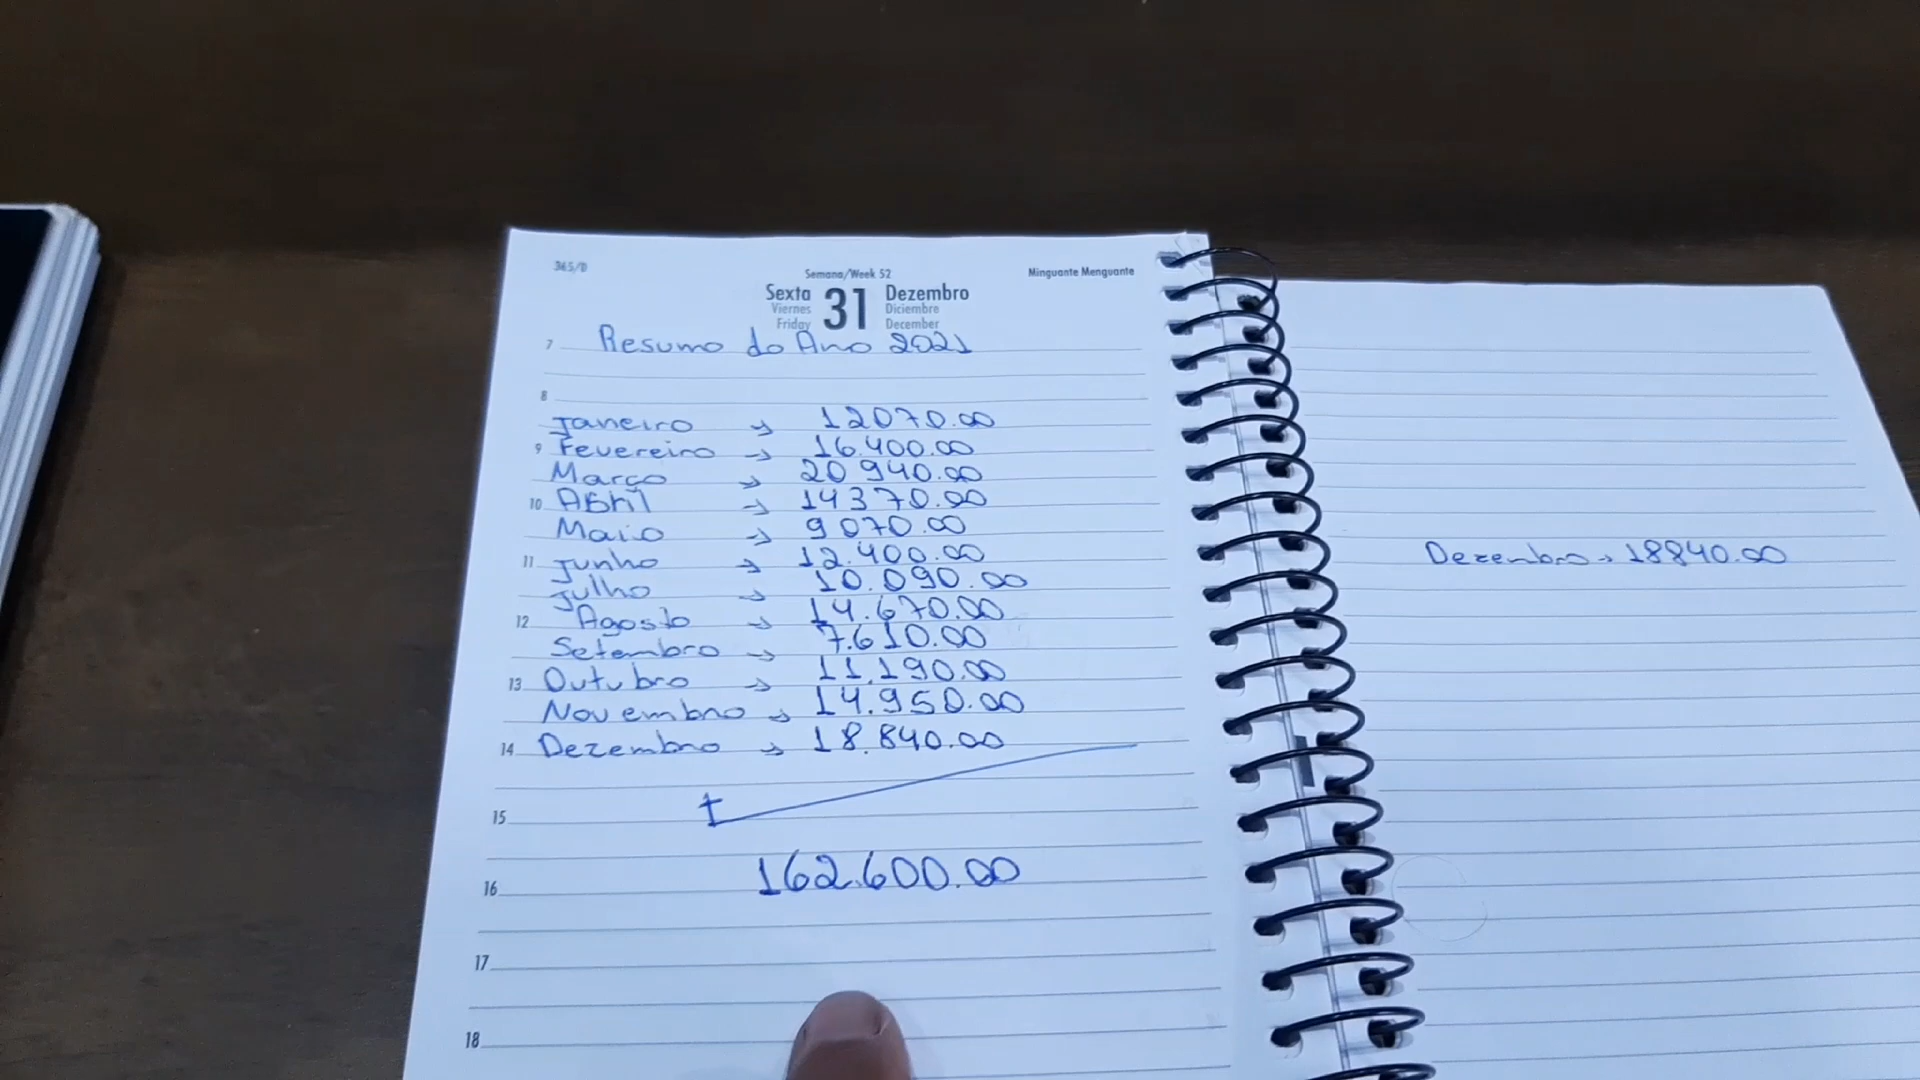 365/0
Semana/Week 52
Minguante Menguante
Sexta 31 Dezembro
Viernes Diciembre
Friday December
7 Resumo do Ano 2021
8
Janeiro → 12070.00
9 Fevereiro → 16.400.00
Março → 20 940.00
10 Abril → 14370.00
Maio → 9070.00
11 Junho → 12.400.00
Julho → 10.090.00
12 Agosto → 14.670.00
Setembro → 7.610.00
13 Outubro → 11.190.00
Novembro → 14.950.00
14 Dezembro → 18.840.00
15
162.600.00
16
17
18
Dezembro → 18840.00